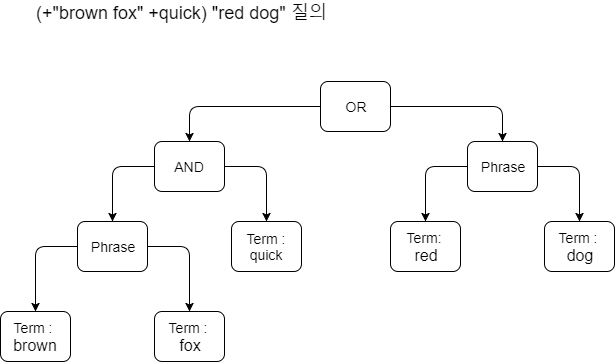 (+"brown fox" +quick) "red dog" 질의
OR
AND
Phrase
Phrase
Term :
quick
Term:
red
Term :
dog
Term :
brown
Term :
fox